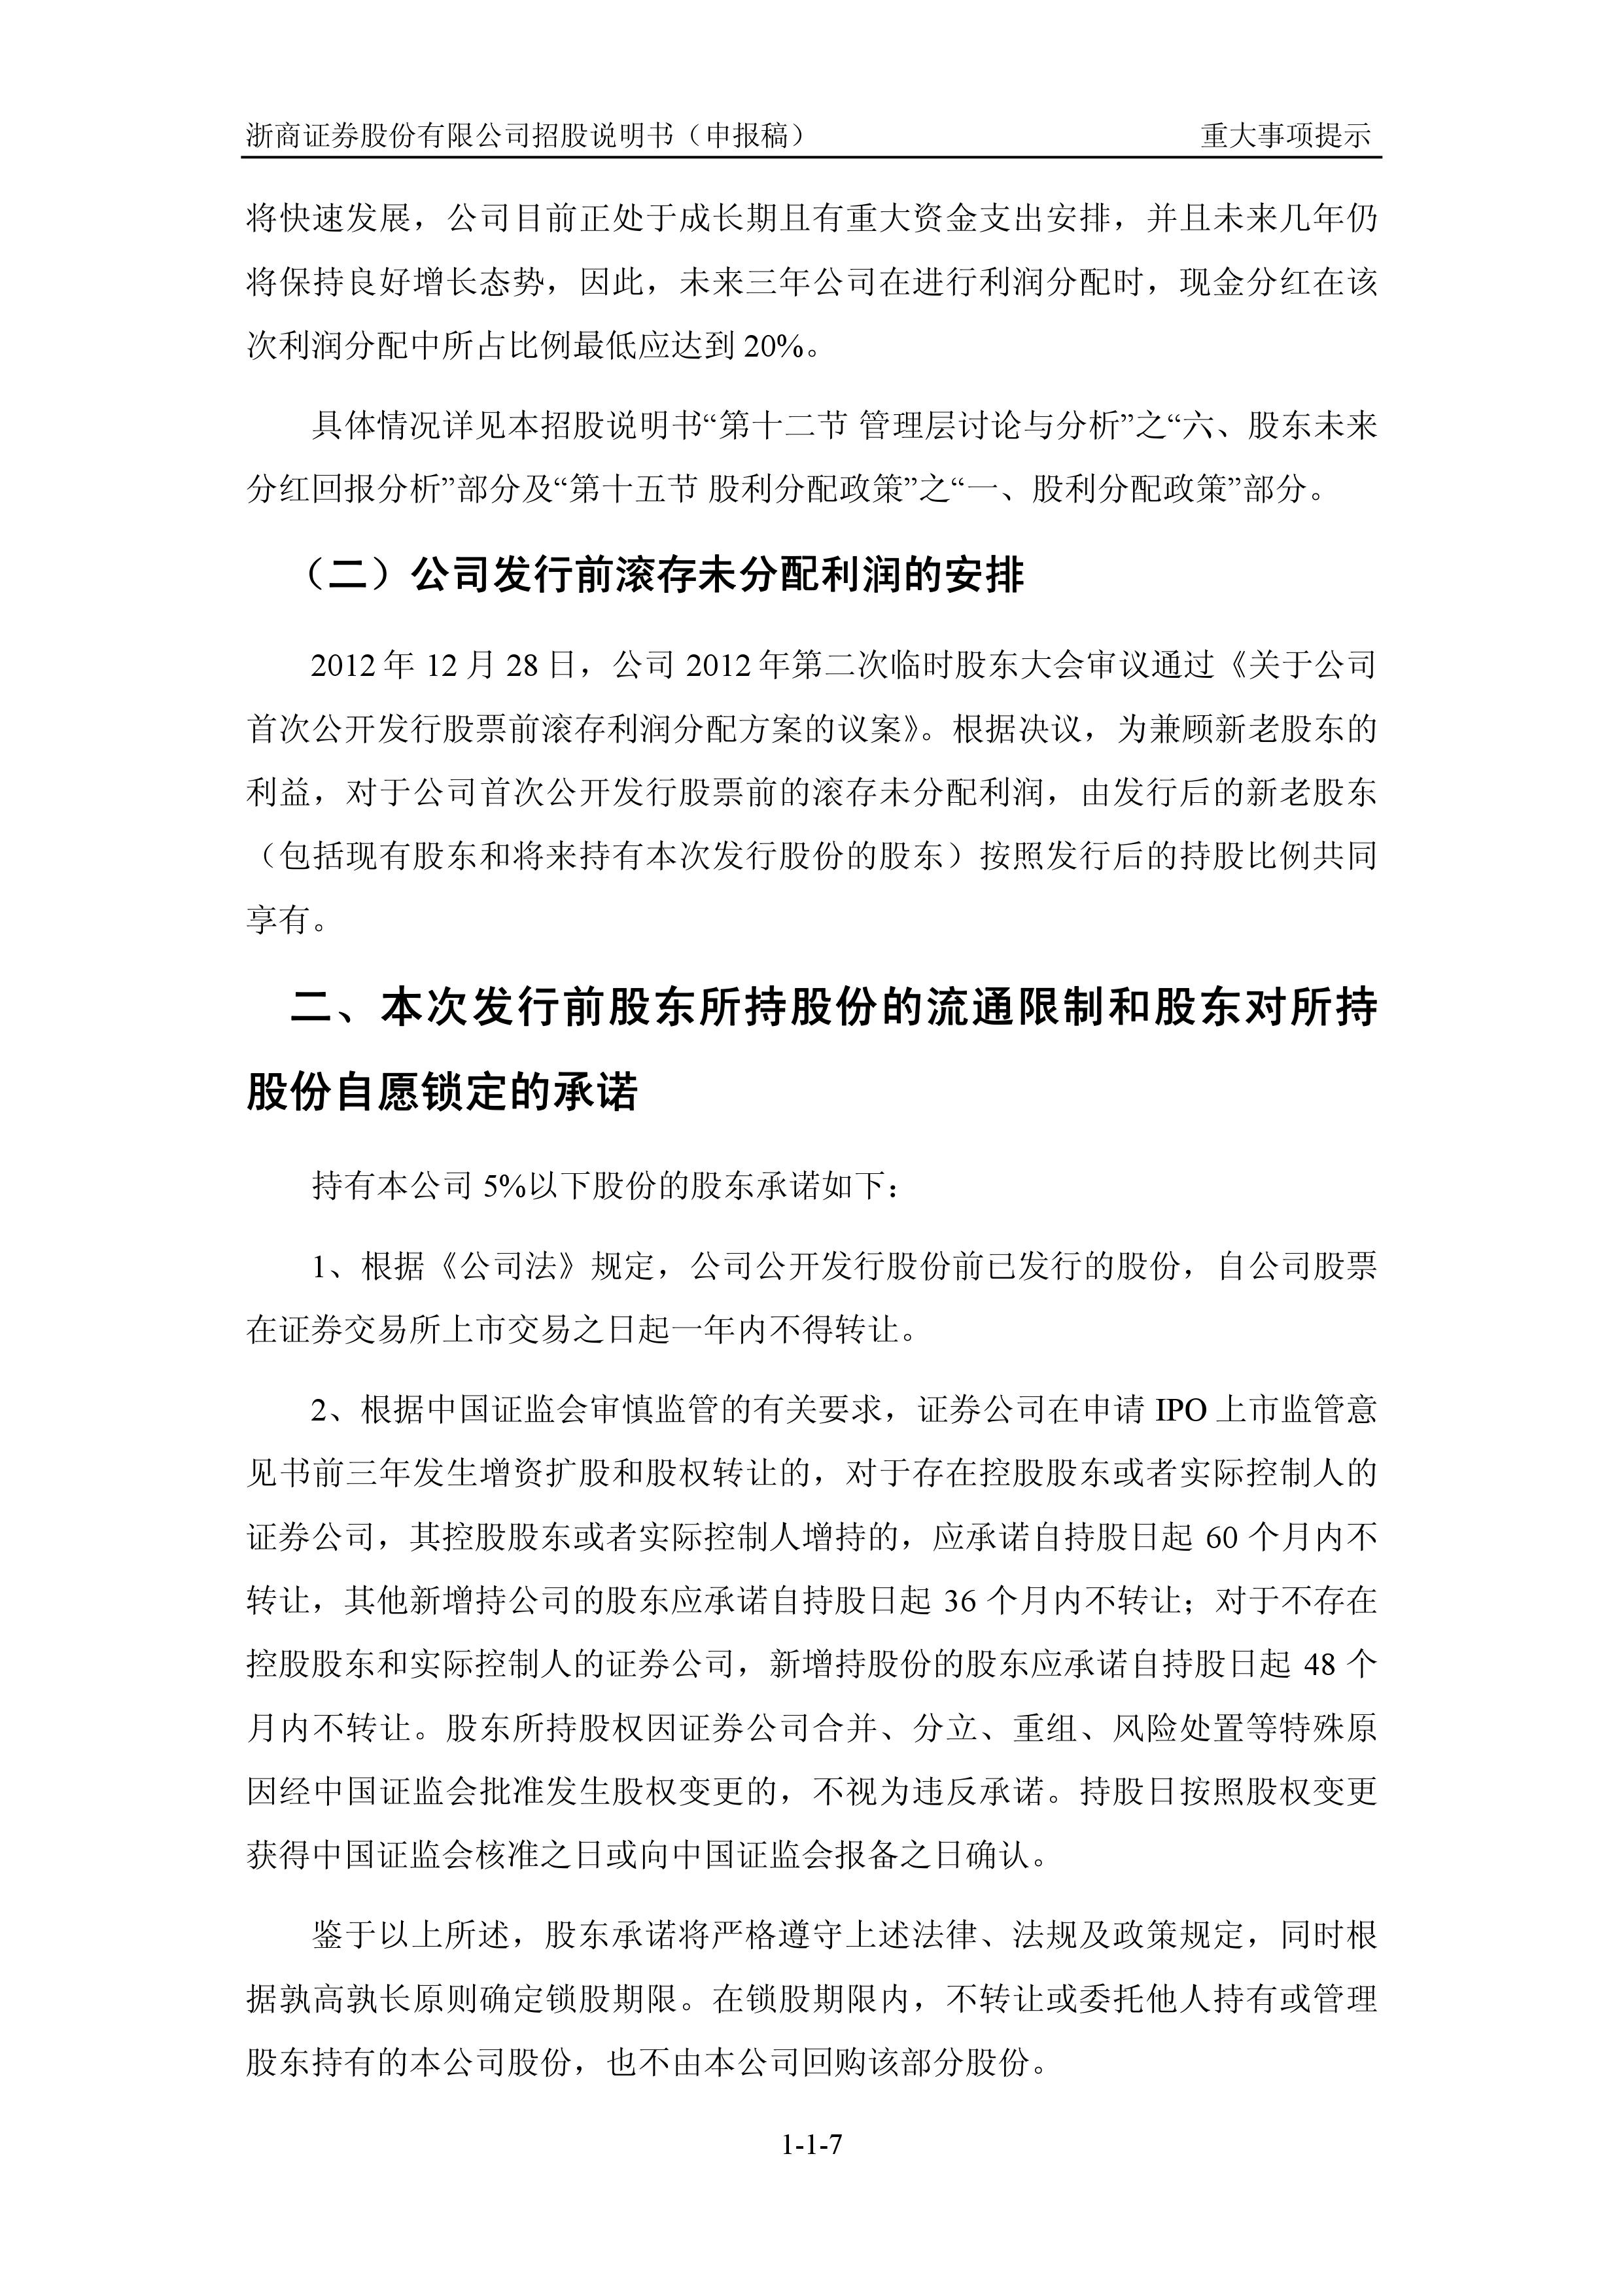 浙商证券股份有限公司招股说明书（申报稿） 重大事项提示
将快速发展，公司目前正处于成长期且有重大资金支出安排，并且未来几年仍
将保持良好增长态势，因此，未来三年公司在进行利润分配时，现金分红在该
次利润分配中所占比例最低应达到 20%。
具体情况详见本招股说明书“第十二节 管理层讨论与分析”之“六、股东未来
分红回报分析”部分及“第十五节 股利分配政策”之“一、股利分配政策”部分。
（二）公司发行前滚存未分配利润的安排
2012 年 12 月 28 日，公司 2012 年第二次临时股东大会审议通过《关于公司
首次公开发行股票前滚存利润分配方案的议案》。根据决议，为兼顾新老股东的
利益，对于公司首次公开发行股票前的滚存未分配利润，由发行后的新老股东
（包括现有股东和将来持有本次发行股份的股东）按照发行后的持股比例共同
享有。
二、本次发行前股东所持股份的流通限制和股东对所持
股份自愿锁定的承诺
持有本公司 5%以下股份的股东承诺如下：
1、根据《公司法》规定，公司公开发行股份前已发行的股份，自公司股票
在证券交易所上市交易之日起一年内不得转让。
2、根据中国证监会审慎监管的有关要求，证券公司在申请 IPO 上市监管意
见书前三年发生增资扩股和股权转让的，对于存在控股股东或者实际控制人的
证券公司，其控股股东或者实际控制人增持的，应承诺自持股日起 60 个月内不
转让，其他新增持公司的股东应承诺自持股日起 36 个月内不转让；对于不存在
控股股东和实际控制人的证券公司，新增持股份的股东应承诺自持股日起 48 个
月内不转让。股东所持股权因证券公司合并、分立、重组、风险处置等特殊原
因经中国证监会批准发生股权变更的，不视为违反承诺。持股日按照股权变更
获得中国证监会核准之日或向中国证监会报备之日确认。
鉴于以上所述，股东承诺将严格遵守上述法律、法规及政策规定，同时根
据孰高孰长原则确定锁股期限。在锁股期限内，不转让或委托他人持有或管理
股东持有的本公司股份，也不由本公司回购该部分股份。
1-1-7